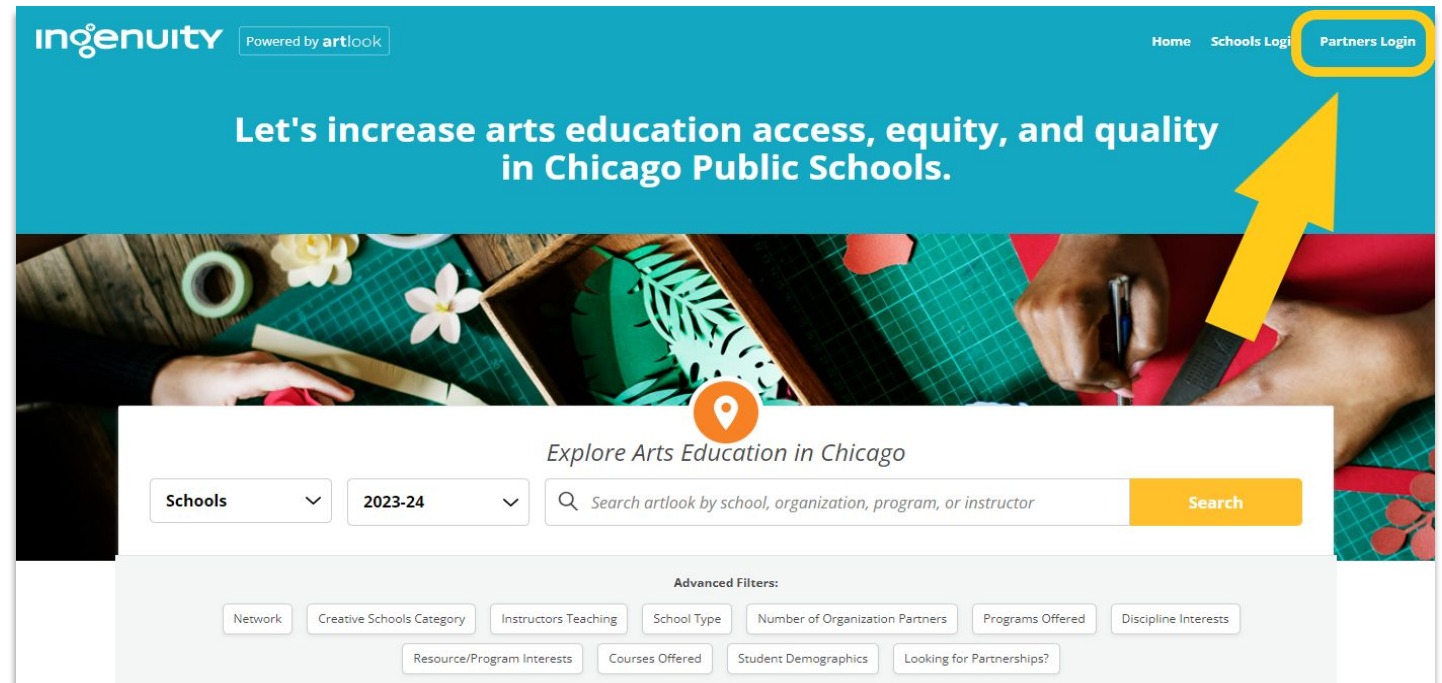 ingenuity Powered by artlook Home Schools Logi Partners Login
Let's increase arts education access, equity, and quality
in Chicago Public Schools.
Explore Arts Education in Chicago
Schools 2023-24 Search artlook by school, organization, program, or instructor Search
Advanced Filters:
Network Creative Schools Category Instructors Teaching School Type Number of Organization Partners Programs Offered Discipline Interests
Resource/Program Interests Courses Offered Student Demographics Looking for Partnerships?